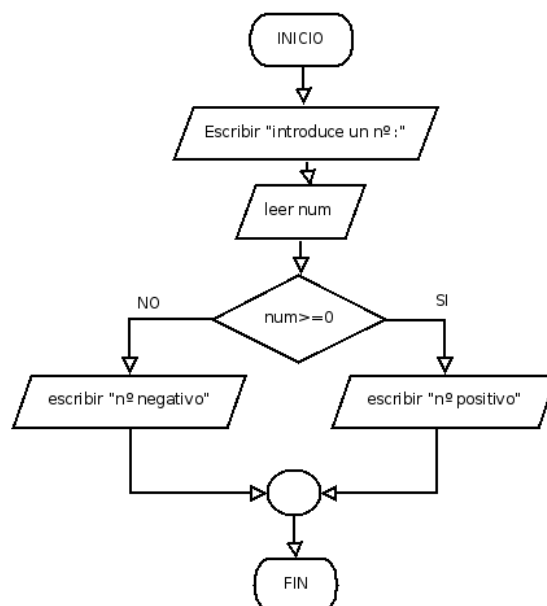 INICIO
Escribir "introduce un nº:"
leer num
num>=0
NO
SI
escribir "nº negativo"
escribir "nº positivo"
FIN